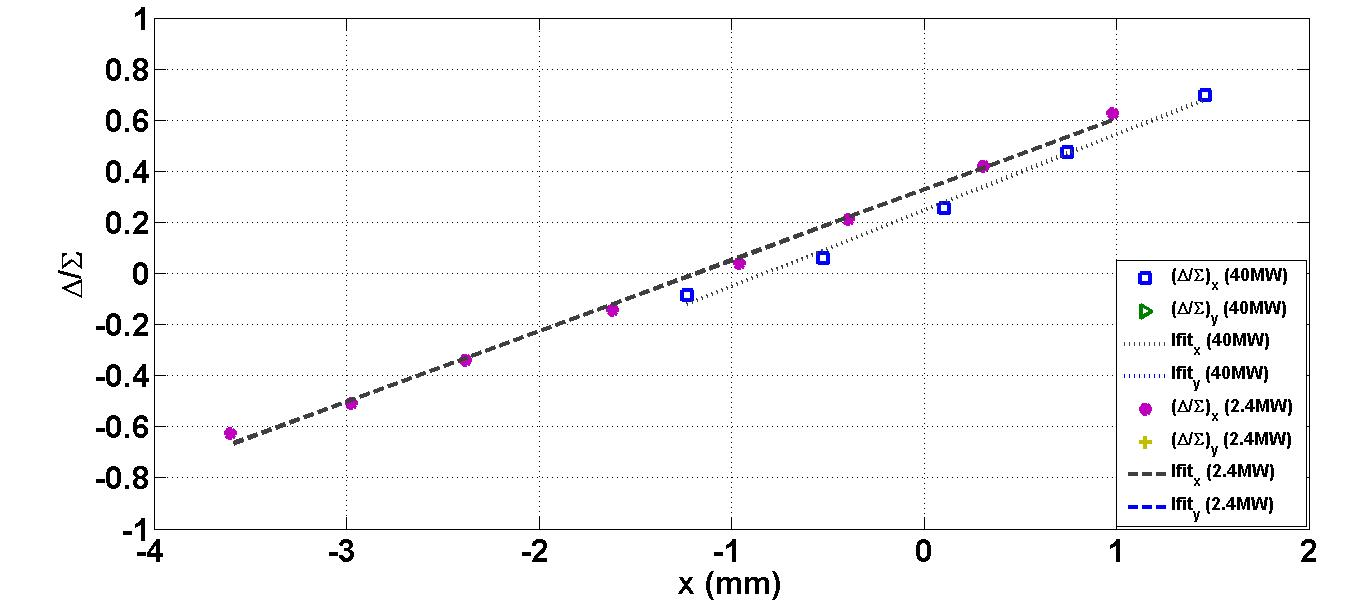 1
0.8
0.6
0.4
0.2
0
-0.2
-0.4
-0.6
-0.8
-1
Δ/Σ
-4 -3 -2 -1 0 1 2
x (mm)
(Δ/Σ)x (40MW)
(Δ/Σ)y (40MW)
lfitx (40MW)
lfity (40MW)
(Δ/Σ)x (2.4MW)
(Δ/Σ)y (2.4MW)
lfitx (2.4MW)
lfity (2.4MW)